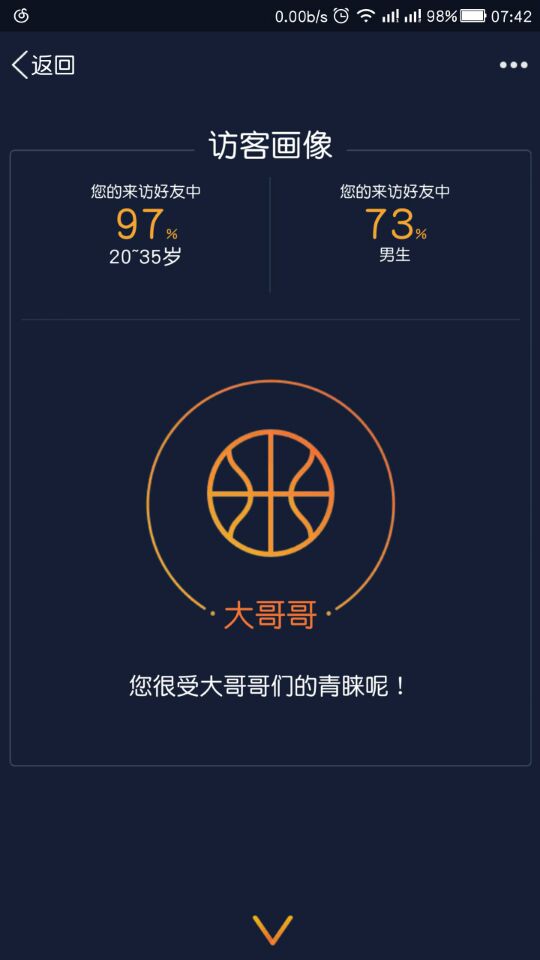 0.00b/s 98% 07:42
返回
访客画像
您的来访好友中
97%
20~35岁
您的来访好友中
73%
男生
大哥哥
您很受大哥哥们的青睐呢！